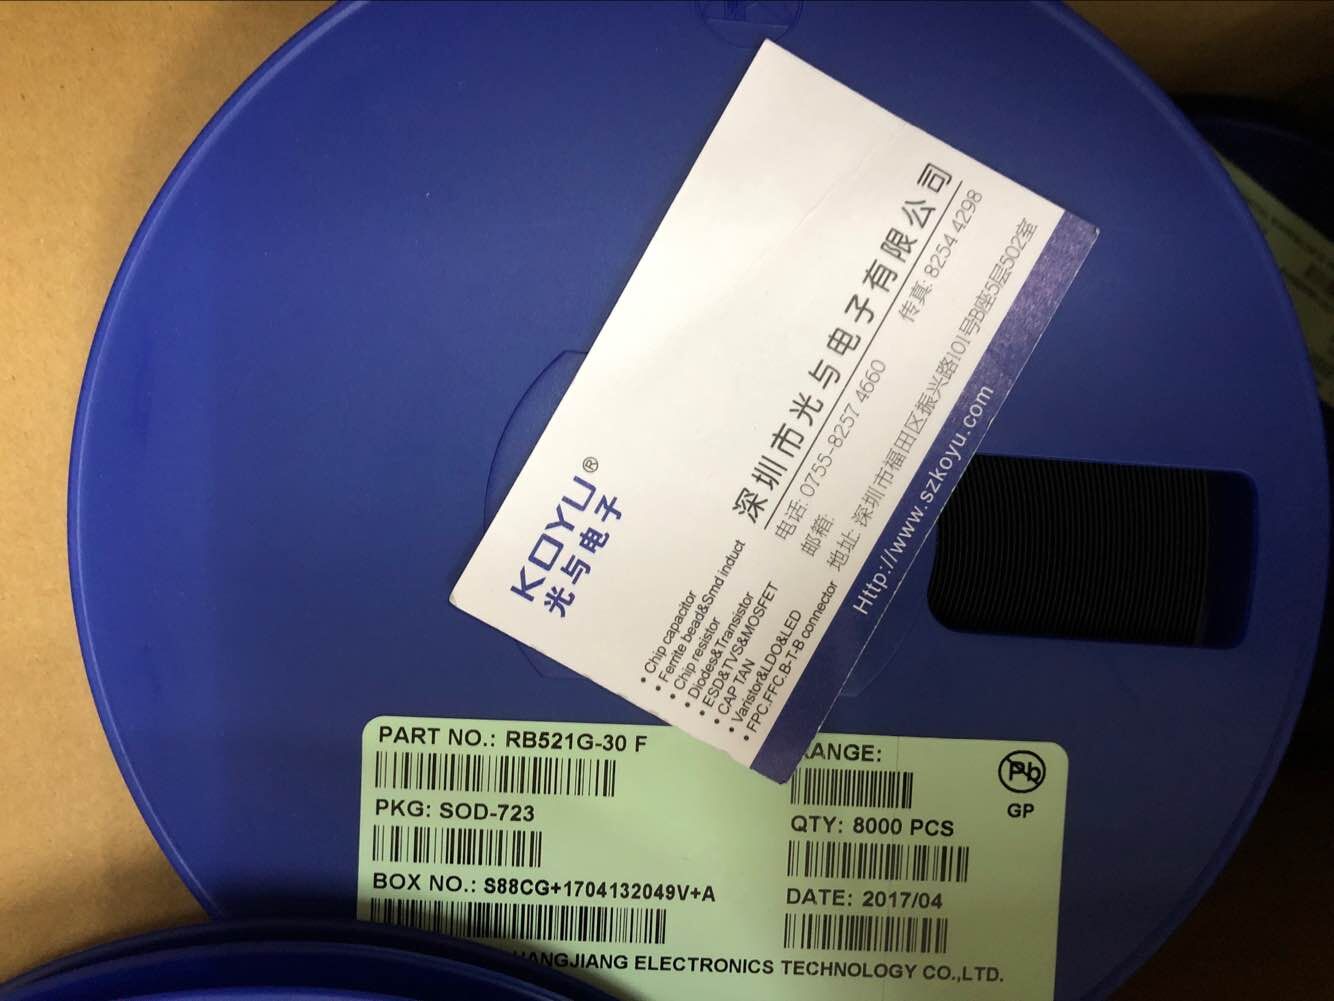 KOYU®
光与电子
深圳市光与电子有限公司
电话: 0755-8257 4660
传真: 8254 4298
邮箱:
地址: 深圳市福田区振兴路101号B座5层502室
Http://www.szkoyu.com
• Chip capacitor
• Ferrite bead&Smd induct
• Chip resistor
• Diodes&Transistor
• ESD&TVS&MOSFET
• CAP TAN
• Varistor&LDO&LED
• FPC.FFC.B-T-B connector
PART NO.: RB521G-30 F
ANGE:
Pb
GP
PKG: SOD-723
QTY: 8000 PCS
BOX NO.: S88CG+1704132049V+A
DATE: 2017/04
ANGJIANG ELECTRONICS TECHNOLOGY CO.,LTD.